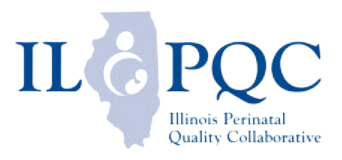 IL PQC
Illinois Perinatal
Quality Collaborative